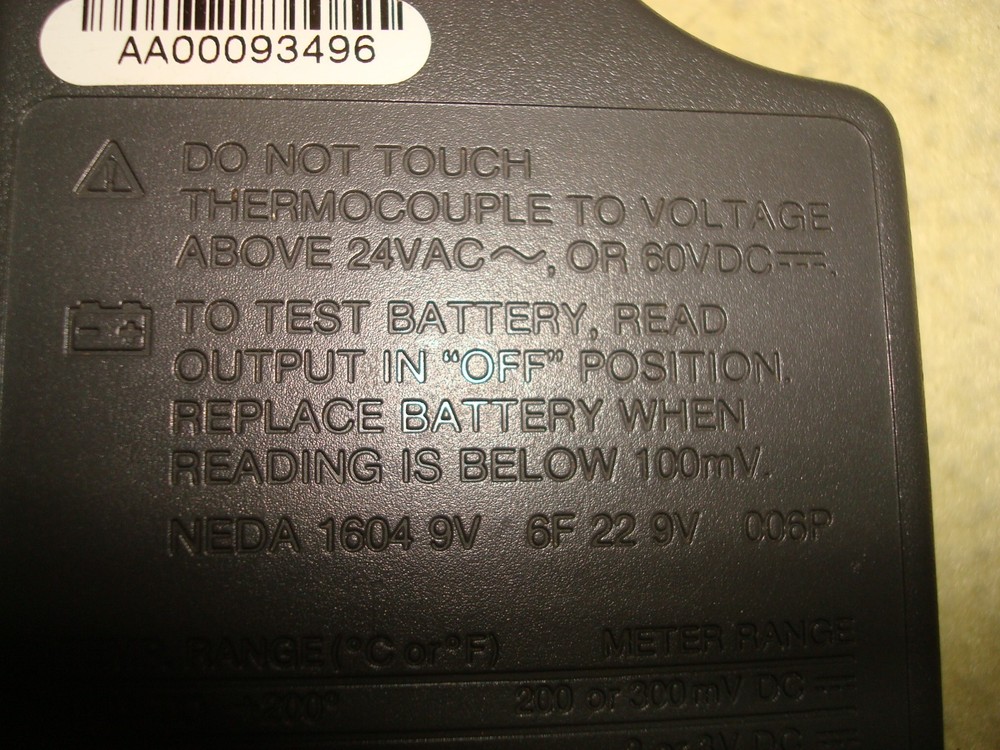 AA00093496
DO NOT TOUCH
THERMOCOUPLE TO VOLTAGE
ABOVE 24VAC～, OR 60VDC⎓.
TO TEST BATTERY, READ
OUTPUT IN “OFF” POSITION.
REPLACE BATTERY WHEN
READING IS BELOW 100mV.
NEDA 1604 9V 6F 22 9V 006P
RANGE (°C or °F) METER RANGE
200° 200 or 300mV DC⎓